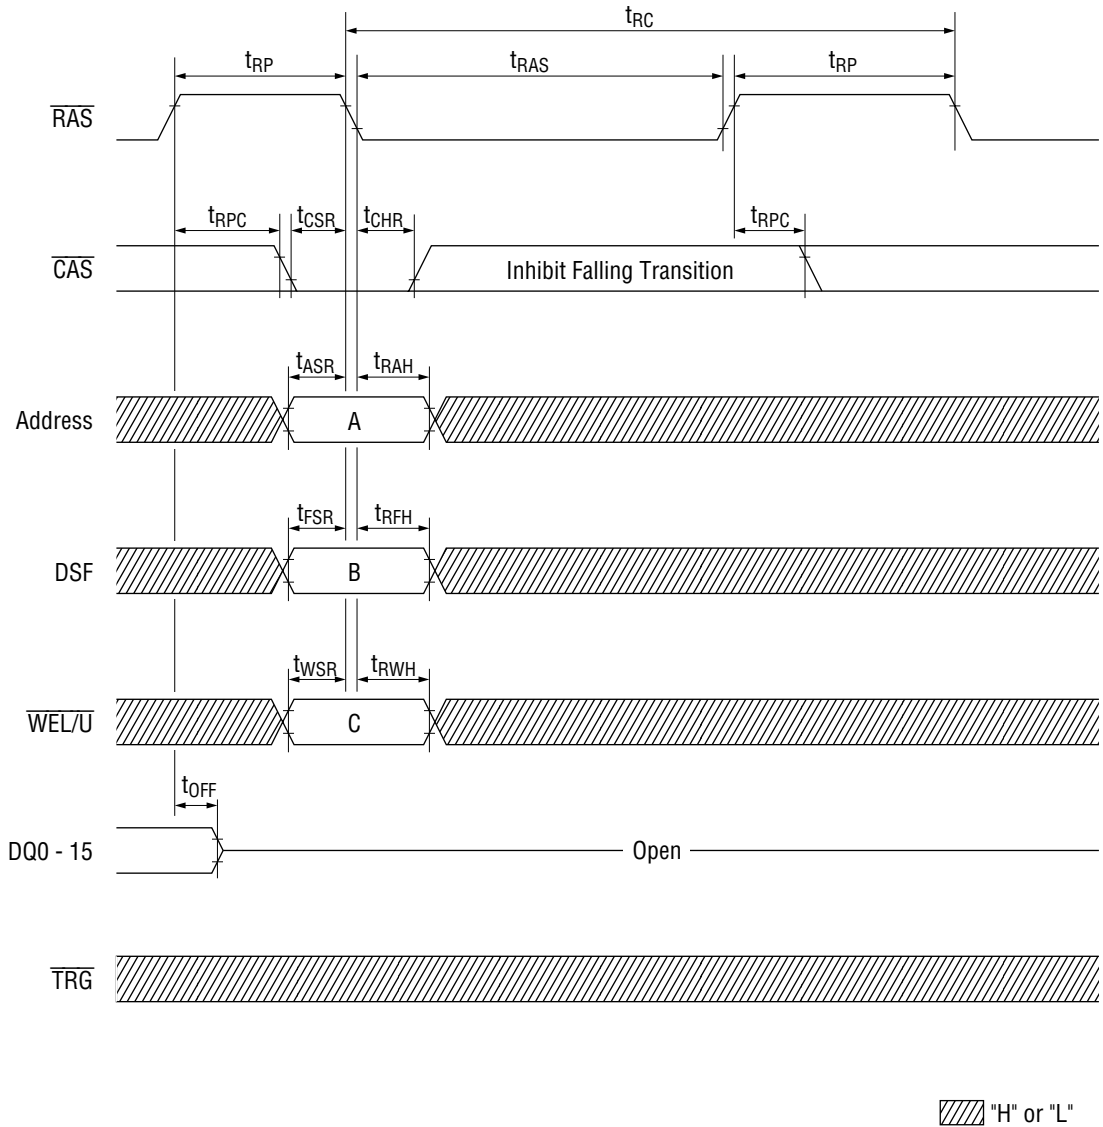 tRC
tRP tRAS tRP
RAS
tRPC tCSR tCHR tRPC
CAS Inhibit Falling Transition
tASR tRAH
Address A
tFSR tRFH
DSF B
tWSR tRWH
WEL/U C
tOFF
DQ0 - 15 Open
TRG
"H" or "L"